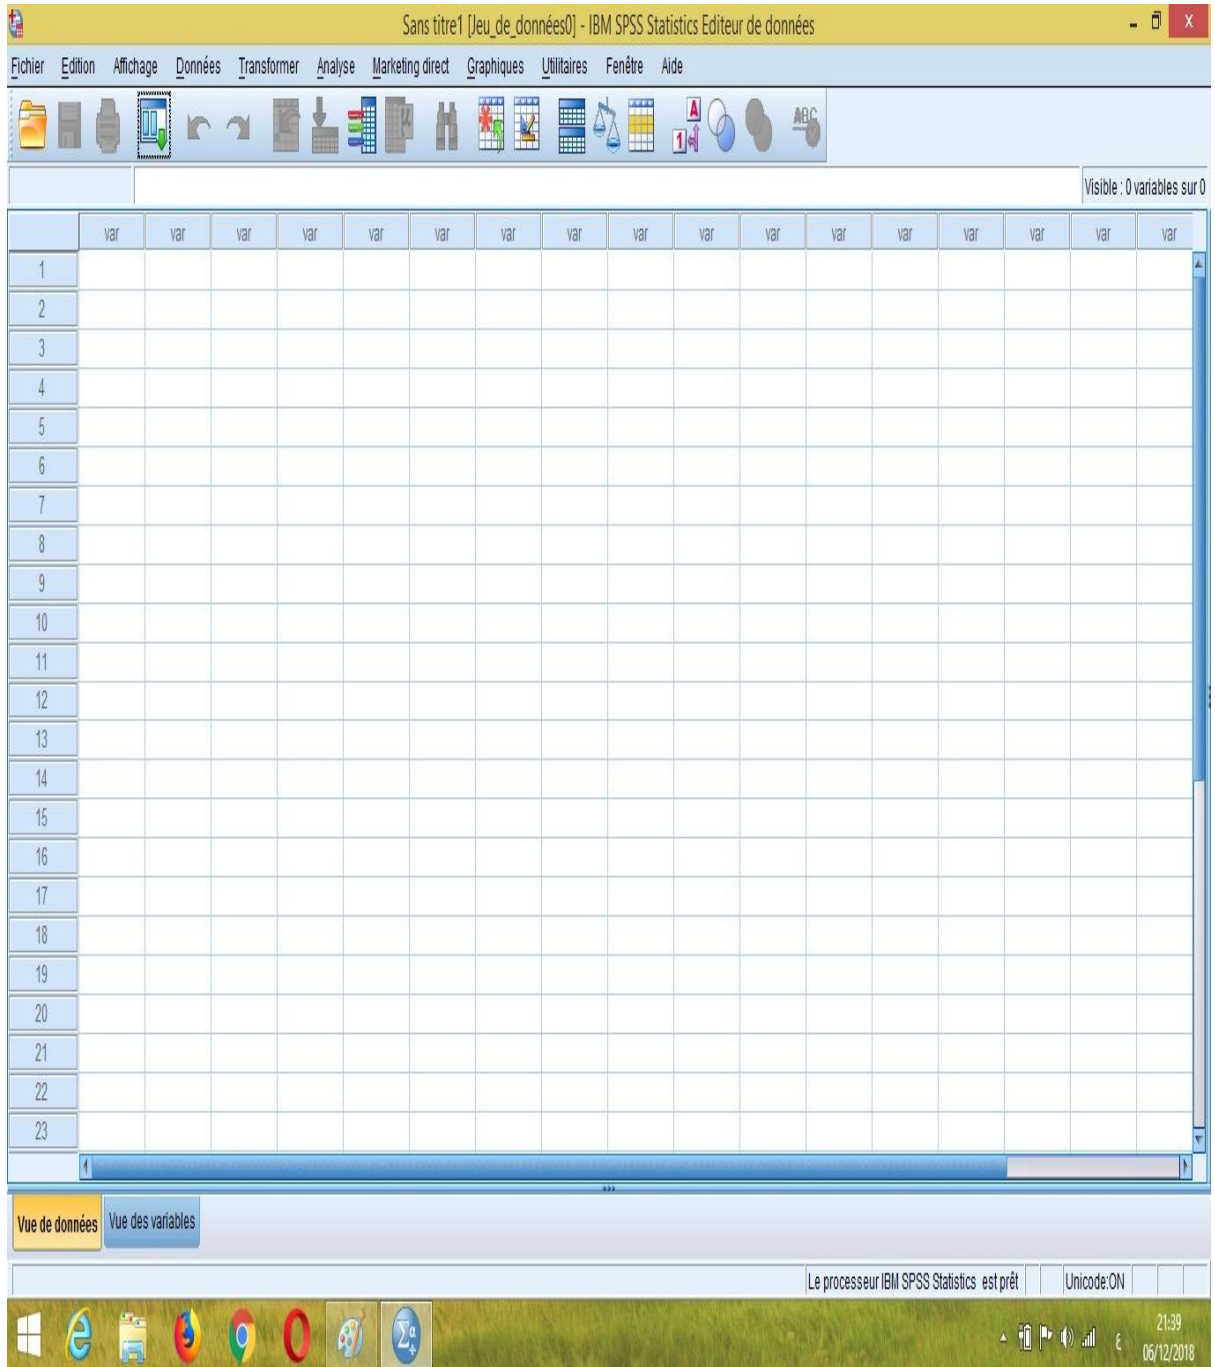 Sans titre1 [Jeu_de_données0] - IBM SPSS Statistics Editeur de données
Fichier Edition Affichage Données Transformer Analyse Marketing direct Graphiques Utilitaires Fenêtre Aide
A
1
ABC
Visible : 0 variables sur 0
var var var var var var var var var var var var var var var var var
1
2
3
4
5
6
7
8
9
10
11
12
13
14
15
16
17
18
19
20
21
22
23
Vue de données Vue des variables
Le processeur IBM SPSS Statistics est prêt Unicode:ON
ع 21:39
06/12/2018